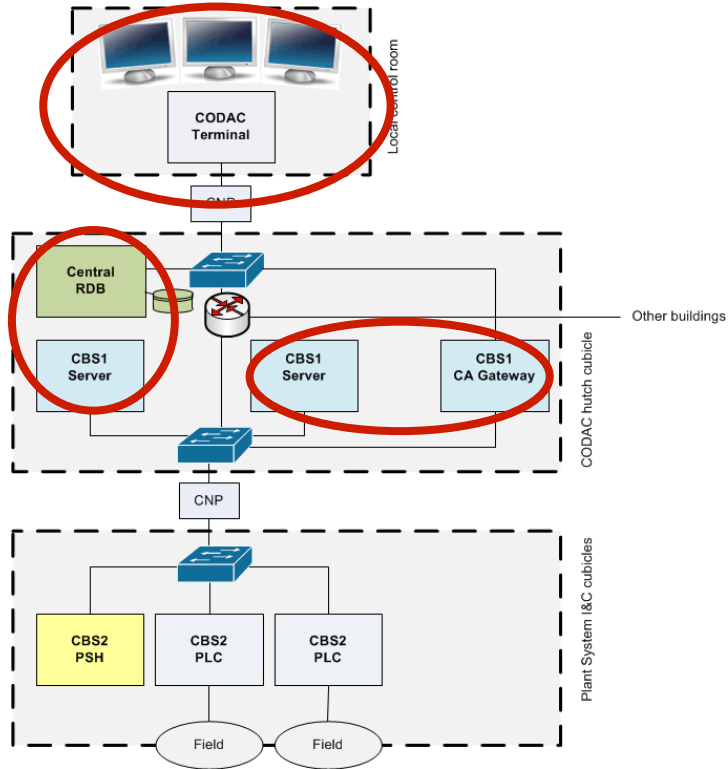 CODAC
Terminal
Local control room
CNP
Central
RDB
Other buildings
CBS1
Server
CBS1
Server
CBS1
CA Gateway
CODAC hutch cubicle
CNP
CBS2
PSH
CBS2
PLC
CBS2
PLC
Plant System I&C cubicles
Field
Field